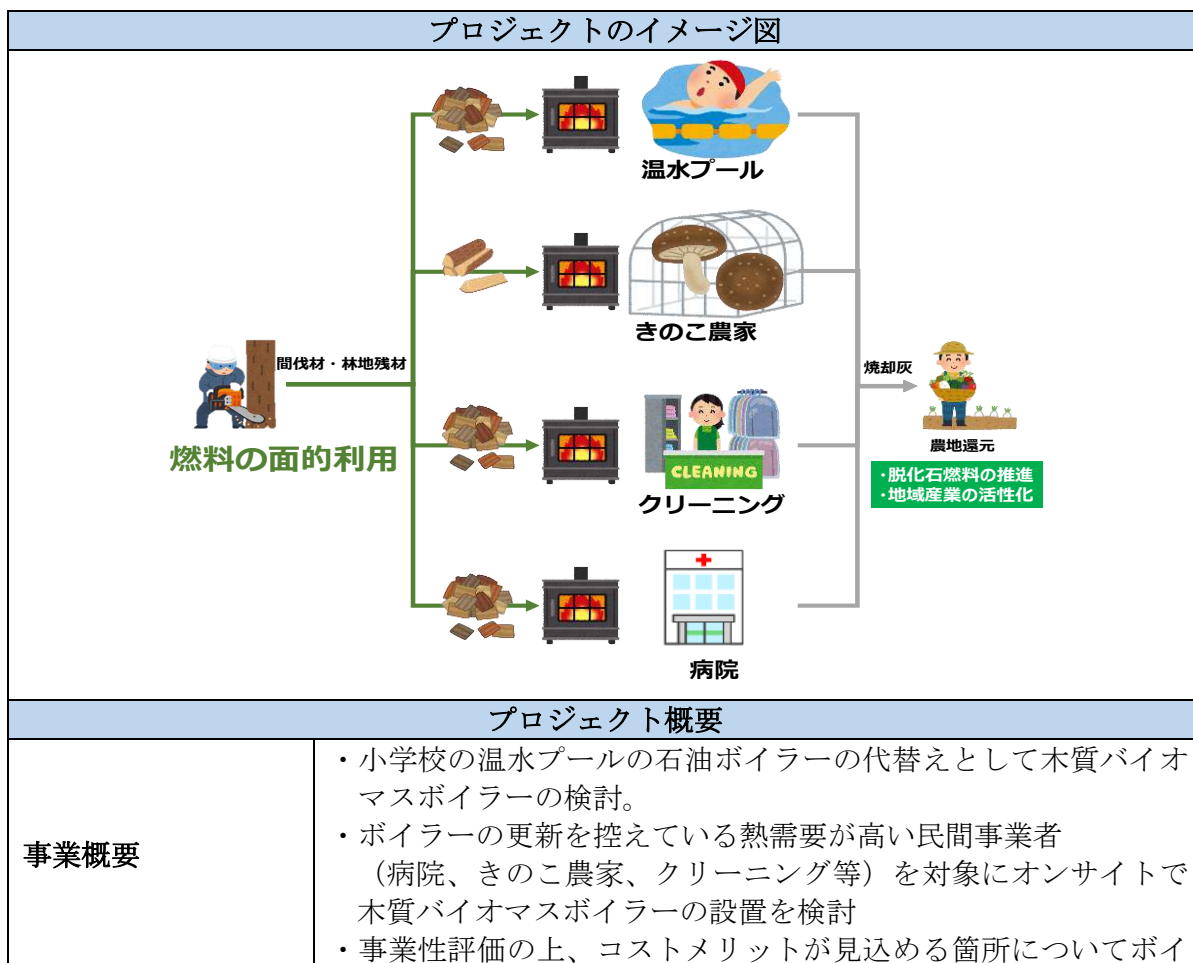 プロジェクトのイメージ図
温水プール
きのこ農家
間伐材・林地残材
焼却灰
燃料の面的利用
農地還元
・脱化石燃料の推進
・地域産業の活性化
CLEANING
クリーニング
病院
プロジェクト概要
事業概要
・小学校の温水プールの石油ボイラーの代替えとして木質バイオ
マスボイラーの検討。
・ボイラーの更新を控えている熱需要が高い民間事業者
（病院、きのこ農家、クリーニング等）を対象にオンサイトで
木質バイオマスボイラーの設置を検討
・事業性評価の上、コストメリットが見込める箇所についてボイ